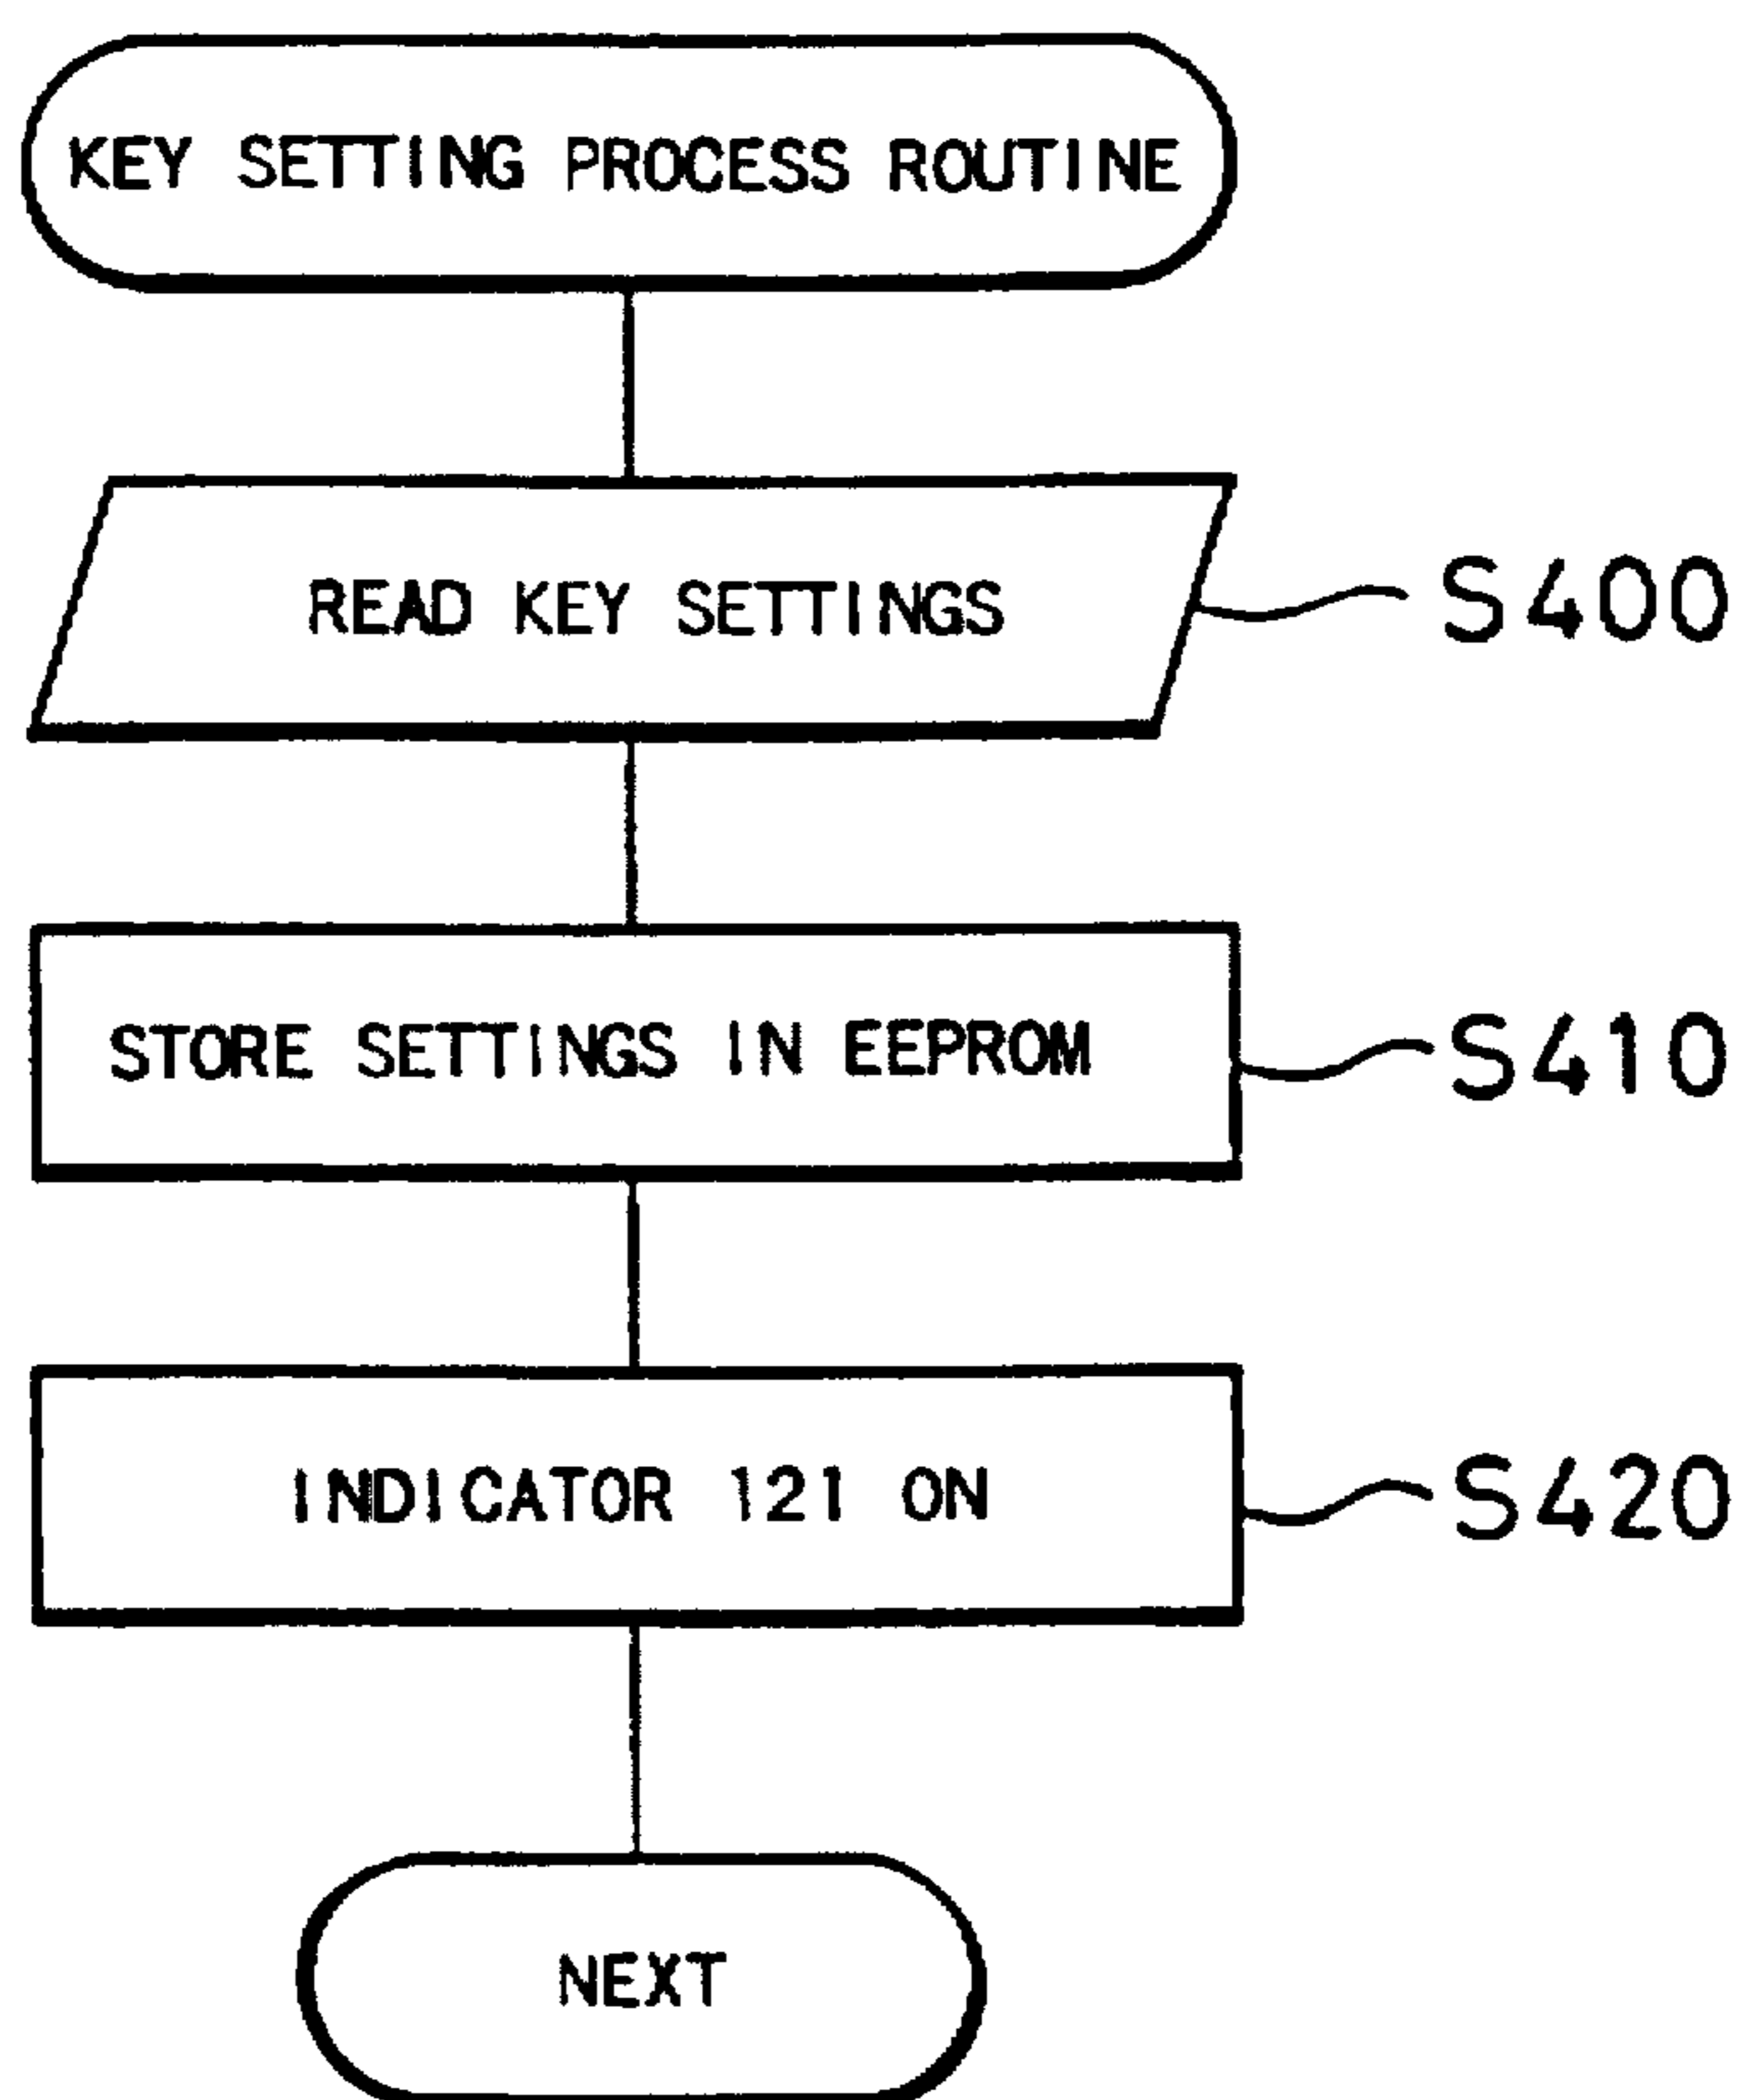 KEY SETTING PROCESS ROUTINE
READ KEY SETTINGS
S400
STORE SETTINGS IN EEPROM
S410
INDICATOR 121 ON
S420
NEXT